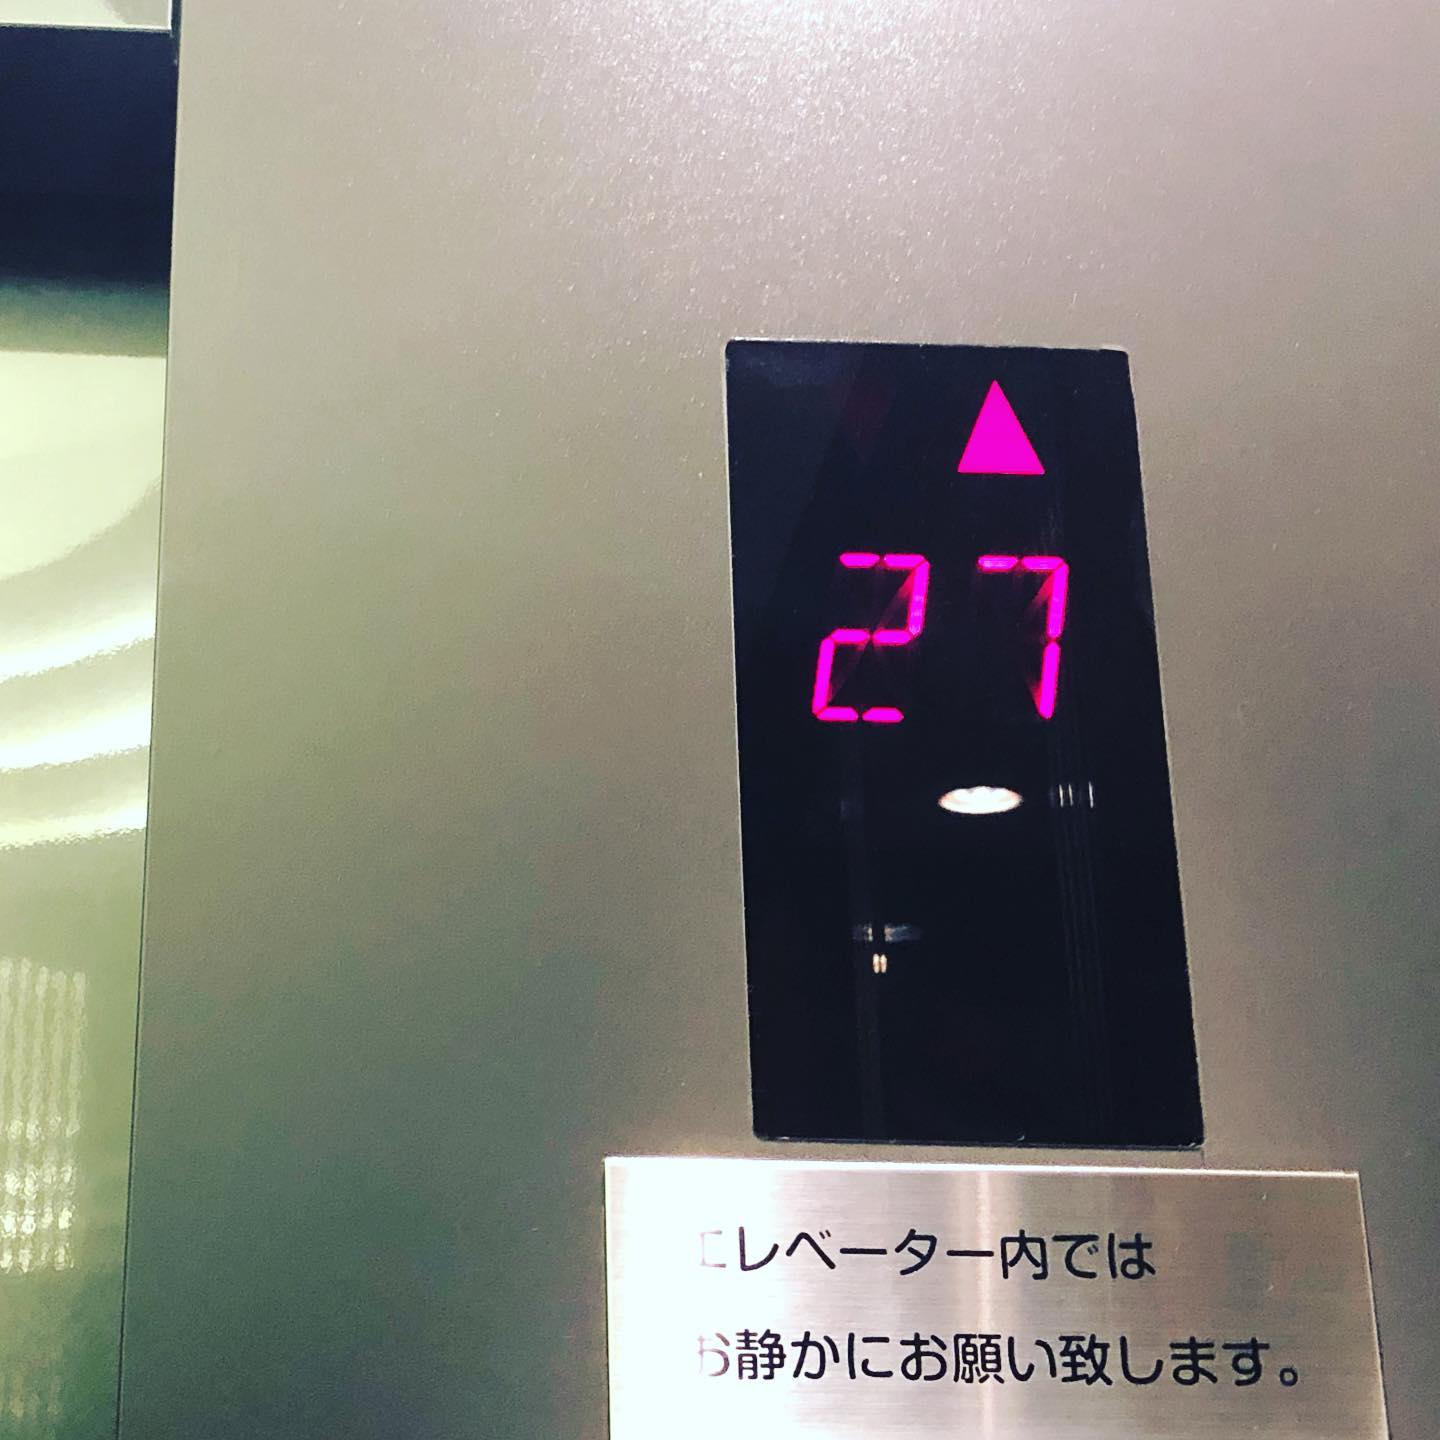 27
エレベーター内では
お静かにお願い致します。